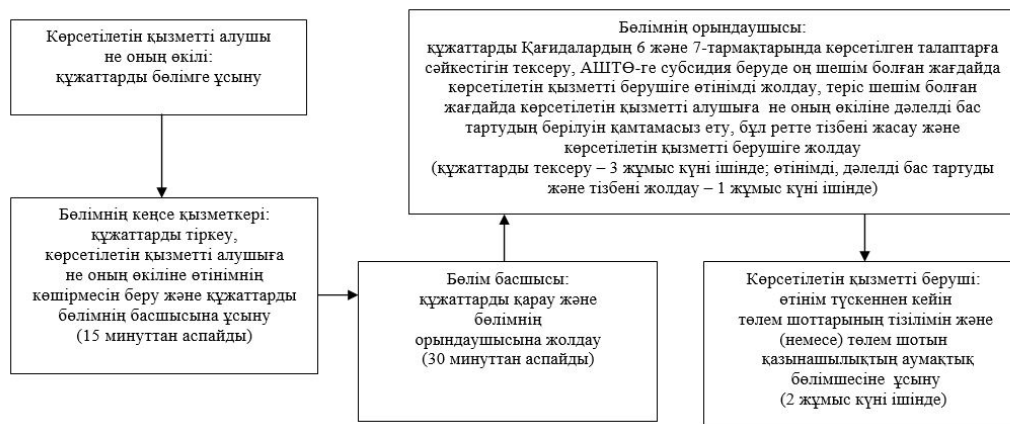 Көрсетілетін қызметті алушы
не оның өкілі:
құжаттарды бөлімге ұсыну
Бөлімнің кеңсе қызметкері:
құжаттарды тіркеу,
көрсетілетін қызметті алушыға
не оның өкіліне өтінімнің
көшірмесін беру және құжаттарды
бөлімнің басшысына ұсыну
(15 минуттан аспайды)
Бөлім басшысы:
құжаттарды қарау және
бөлімнің
орындаушысына жолдау
(30 минуттан аспайды)
Бөлімнің орындаушысы:
құжаттарды Қағидалардың 6 және 7-тармақтарында көрсетілген талаптарға
сәйкестігін тексеру, АШТӨ-ге субсидия беруде оң шешім болған жағдайда
көрсетілетін қызметті берушіге өтінімді жолдау, теріс шешім болған
жағдайда көрсетілетін қызметті алушыға не оның өкіліне дәлелді бас
тартудың берілуін қамтамасыз ету, бұл ретте тізбені жасау және
көрсетілетін қызметті берушіге жолдау
(құжаттарды тексеру – 3 жұмыс күні ішінде; өтінімді, дәлелді бас тартуды
және тізбені жолдау – 1 жұмыс күні ішінде)
Көрсетілетін қызметті беруші:
өтінім түскеннен кейін
төлем шоттарының тізілімін және
(немесе) төлем шотын
қазынашылықтың аумақтық
бөлімшесіне ұсыну
(2 жұмыс күні ішінде)